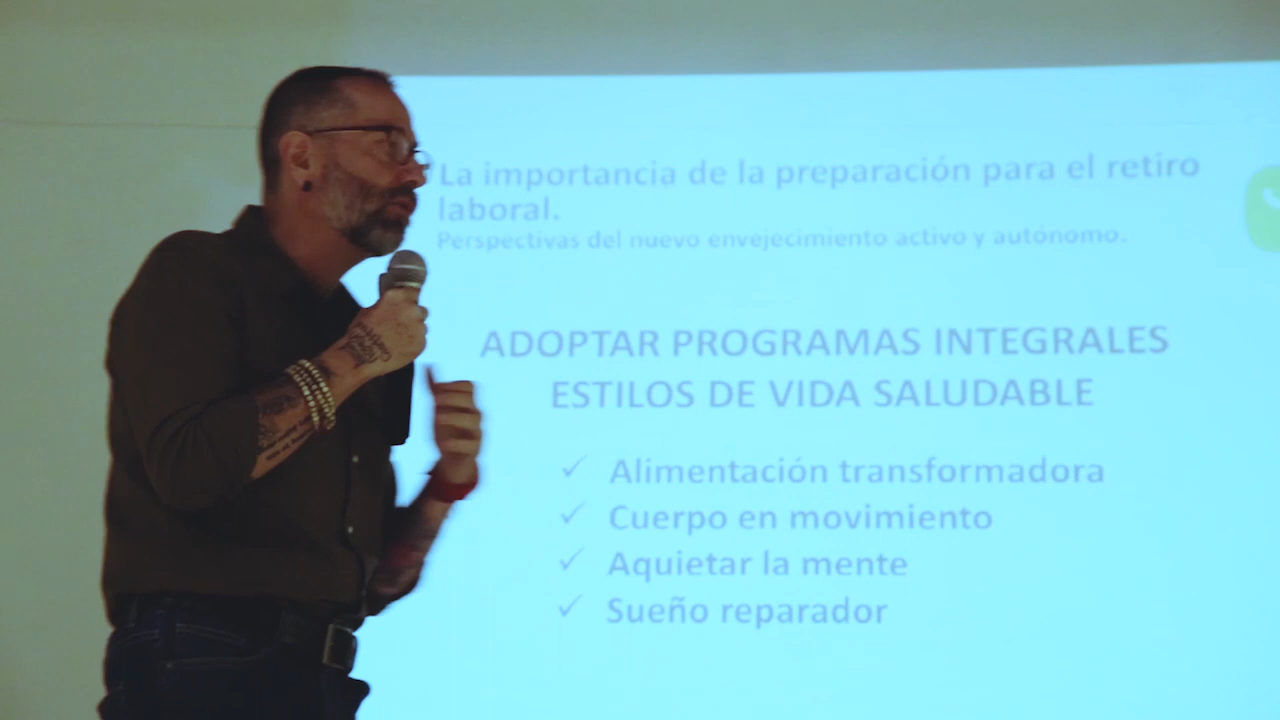 La importancia de la preparación para el retiro
laboral.
Perspectivas del nuevo envejecimiento activo y autónomo.
ADOPTAR PROGRAMAS INTEGRALES
ESTILOS DE VIDA SALUDABLE
✓ Alimentación transformadora
✓ Cuerpo en movimiento
✓ Aquietar la mente
✓ Sueño reparador